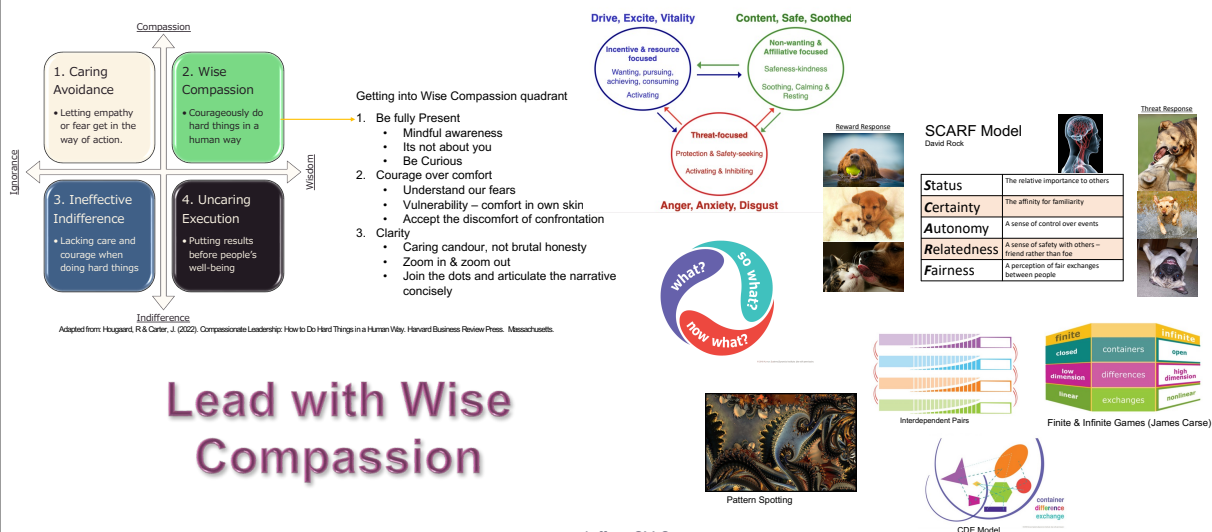 Compassion
1. Caring
Avoidance
• Letting empathy
or fear get in the
way of action.
2. Wise
Compassion
• Courageously do
hard things in a
human way
Ignorance
Wisdom
3. Ineffective
Indifference
• Lacking care and
courage when
doing hard things
4. Uncaring
Execution
• Putting results
before people's
well-being
Indifference
Adapted from: Hougaard, R & Carter, J. (2022). Compassionate Leadership: How to Do Hard Things in a Human Way. Harvard Business Review Press. Massachusetts.
Getting into Wise Compassion quadrant
1. Be fully Present
• Mindful awareness
• Its not about you
• Be Curious
2. Courage over comfort
• Understand our fears
• Vulnerability – comfort in own skin
• Accept the discomfort of confrontation
3. Clarity
• Caring candour, not brutal honesty
• Zoom in & zoom out
• Join the dots and articulate the narrative
concisely
Drive, Excite, Vitality
Content, Safe, Soothed
Incentive & resource
focused
Wanting, pursuing,
achieving, consuming
Activating
Non-wanting &
Affiliative focused
Safeness-kindness
Soothing, Calming &
Resting
Threat-focused
Protection & Safety-seeking
Activating & Inhibiting
Anger, Anxiety, Disgust
Reward Response
SCARF Model
David Rock
Threat Response
Status The relative importance to others
Certainty The affinity for familiarity
Autonomy A sense of control over events
Relatedness A sense of safety with others –
friend rather than foe
Fairness A perception of fair exchanges
between people
what?
so what?
now what?
Lead with Wise
Compassion
Pattern Spotting
Interdependent Pairs
finite infinite
closed containers open
low
dimension
differences
high
dimension
linear exchanges nonlinear
Finite & Infinite Games (James Carse)
container
difference
exchange
CDE Model